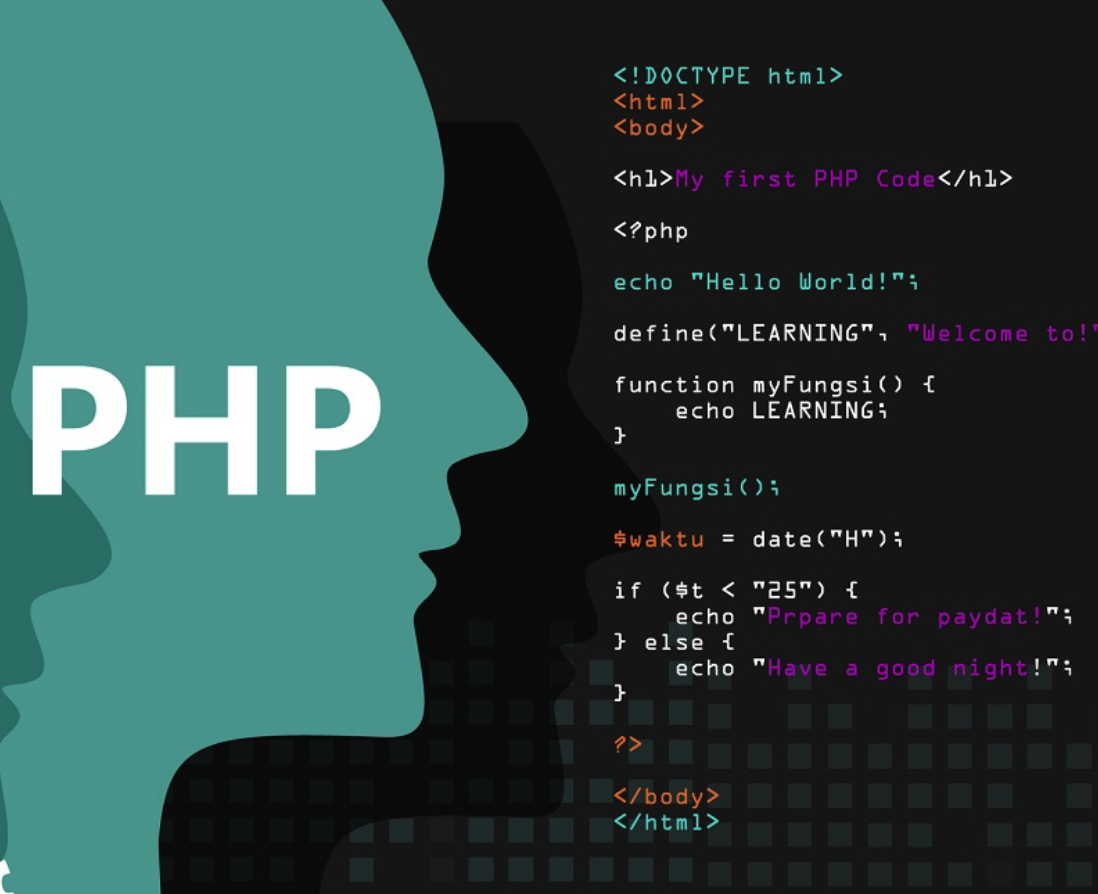 PHP
<!DOCTYPE html>
<html>
<body>
<h1>My first PHP Code</h1>
<?php
echo "Hello World!";
define("LEARNING", "Welcome to!"
function myFungsi() {
    echo LEARNING;
}
myFungsi();
$waktu = date("H");
if ($t < "25") {
    echo "Prpare for paydat!";
} else {
    echo "Have a good night!";
}
?>
</body>
</html>